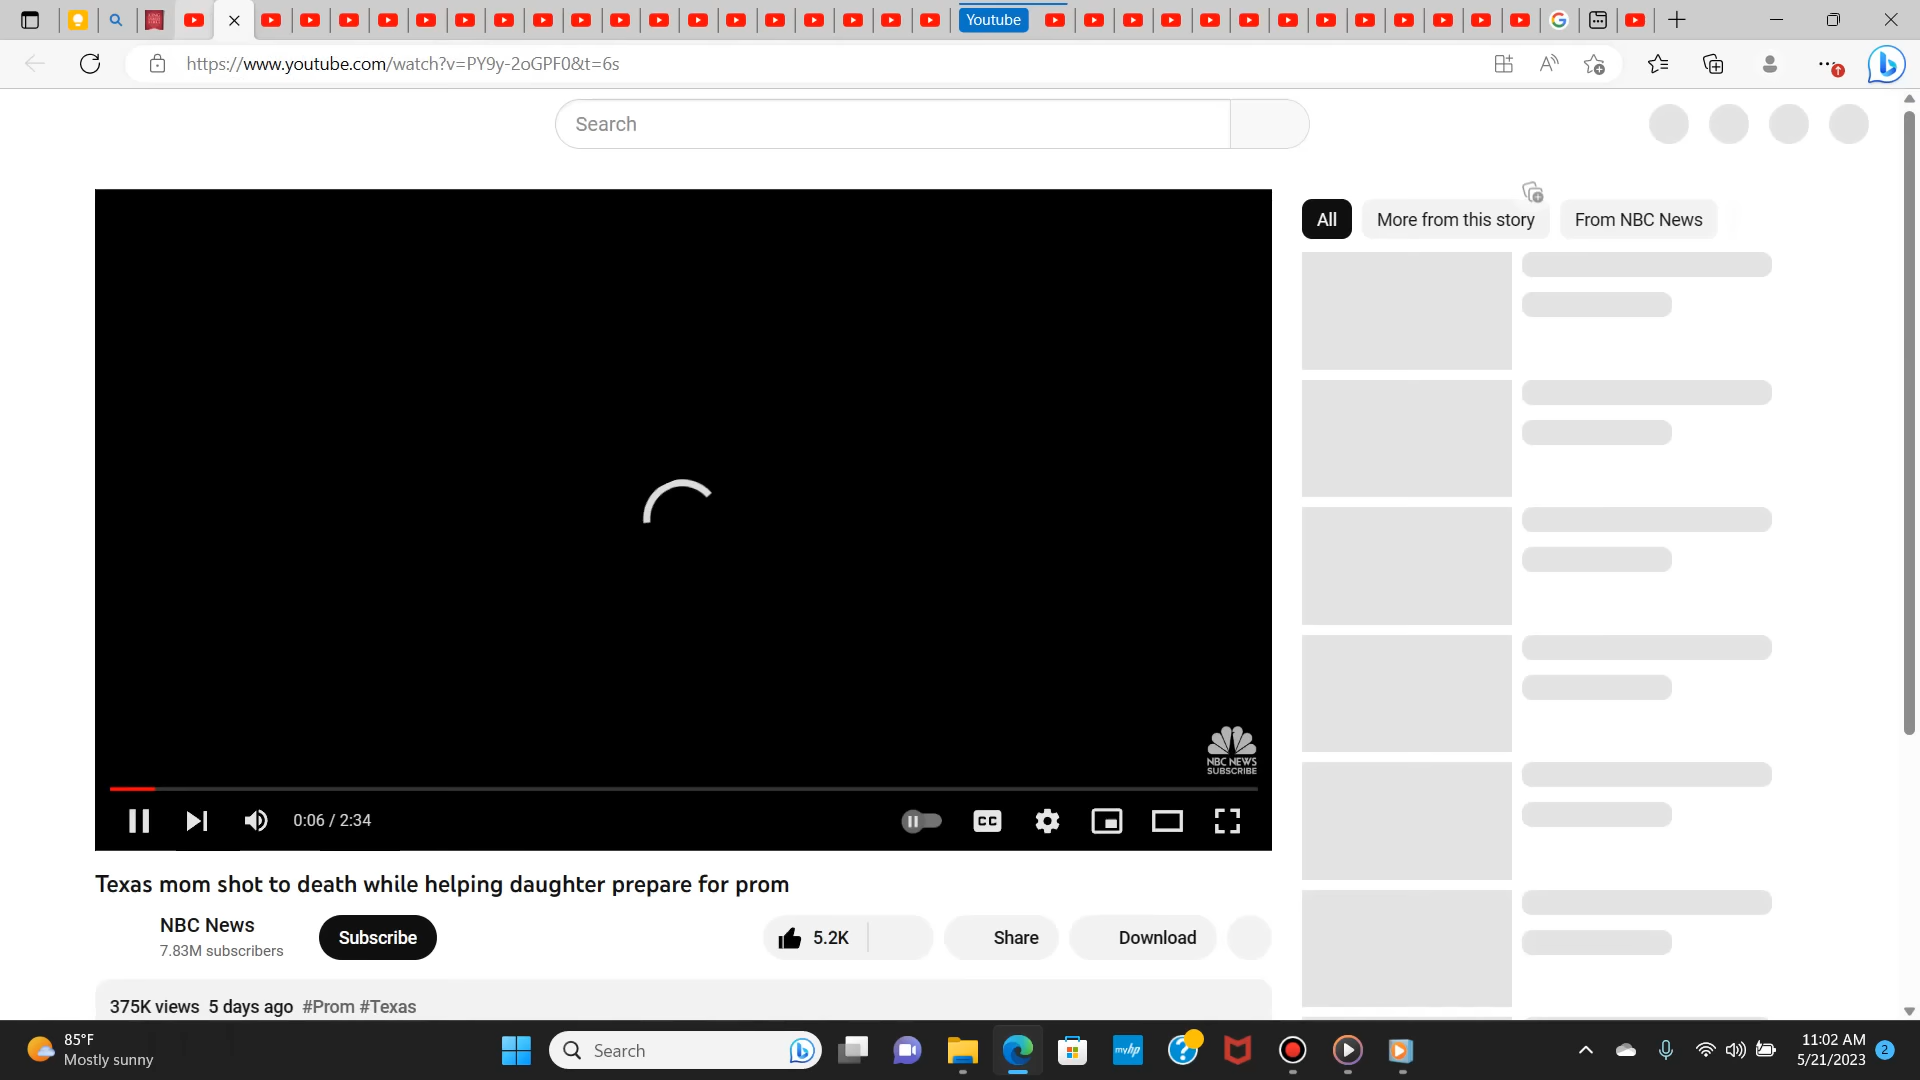 Youtube
https://www.youtube.com/watch?v=PY9y-2oGPF0&t=6s
Search
All
More from this story
From NBC News
NBC NEWS
SUBSCRIBE
0:06 / 2:34
CC
Texas mom shot to death while helping daughter prepare for prom
NBC News
7.83M subscribers
Subscribe
5.2K
Share
Download
375K views 5 days ago #Prom #Texas
85°F
Mostly sunny
Search
myhp
11:02 AM
5/21/2023
2